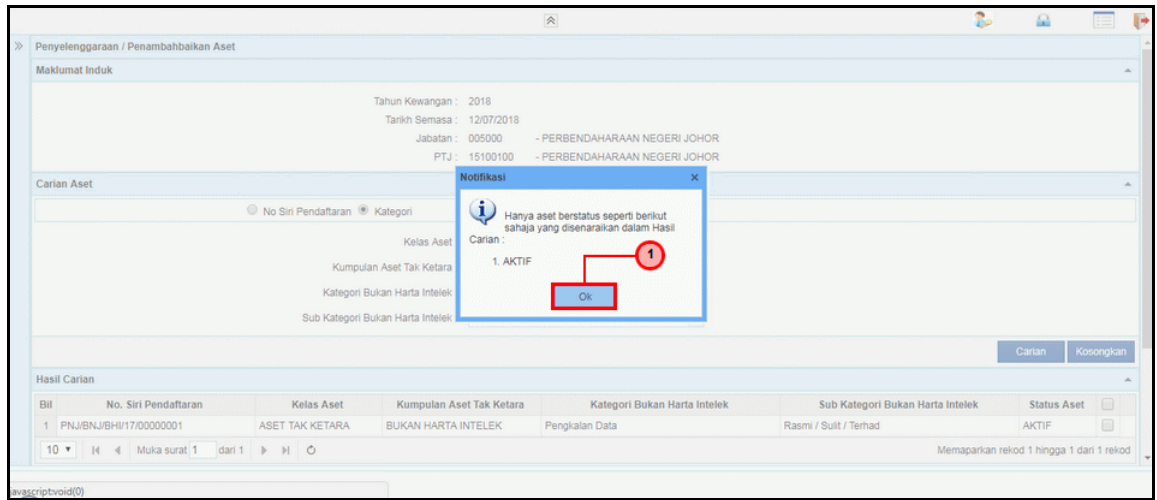 Penyelenggaraan / Penambahbaikan Aset
Maklumat Induk
Tahun Kewangan : 2018
Tarikh Semasa : 12/07/2018
Jabatan : 005000 - PERBENDAHARAAN NEGERI JOHOR
PTJ : 15100100 - PERBENDAHARAAN NEGERI JOHOR
Carian Aset
No Siri Pendaftaran Kategori
Kelas Aset
Kumpulan Aset Tak Ketara
Kategori Bukan Harta Intelek
Sub Kategori Bukan Harta Intelek
Notifikasi x
Hanya aset berstatus seperti berikut
sahaja yang disenaraikan dalam Hasil
Carian :
1. AKTIF
1
Ok
Carian Kosongkan
Hasil Carian
Bil No. Siri Pendaftaran Kelas Aset Kumpulan Aset Tak Ketara Kategori Bukan Harta Intelek Sub Kategori Bukan Harta Intelek Status Aset
1 PNJ/BNJ/BHI/17/00000001 ASET TAK KETARA BUKAN HARTA INTELEK Pengkalan Data Rasmi / Sulit / Terhad AKTIF
10 Muka surat 1 dari 1 Memaparkan rekod 1 hingga 1 dari 1 rekod
javascript:void(0)